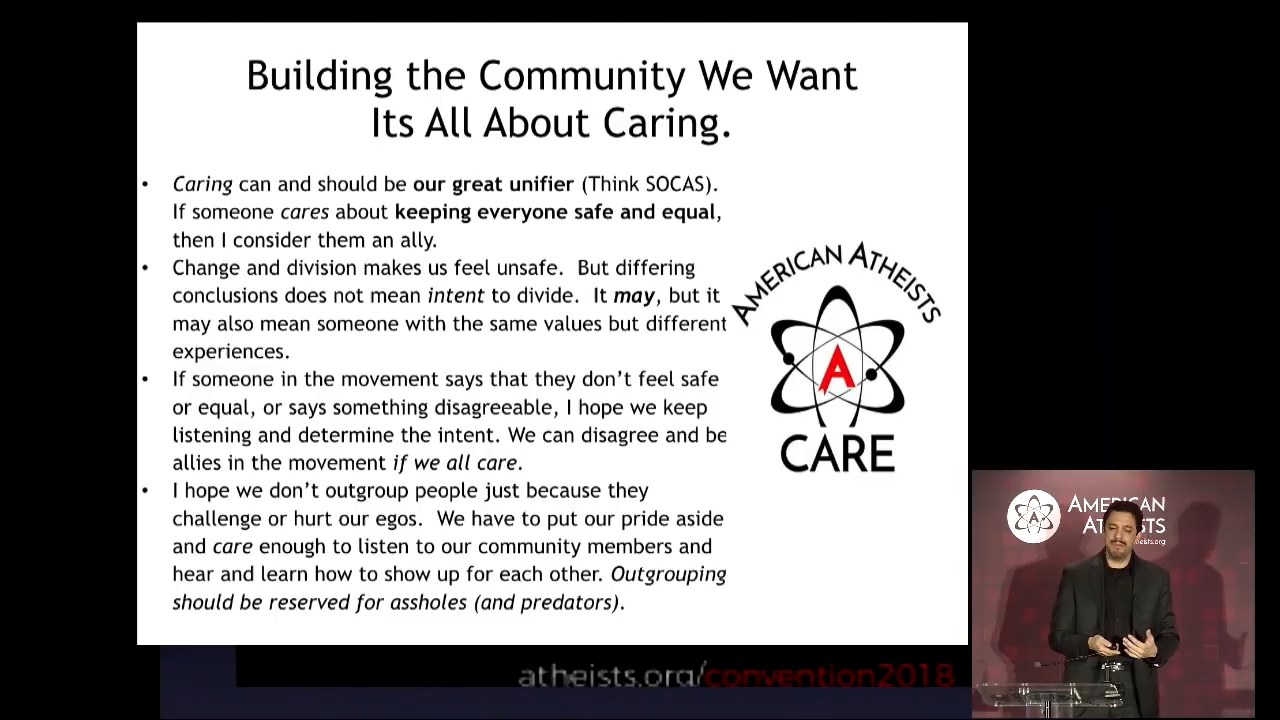 Building the Community We Want
Its All About Caring.
• Caring can and should be our great unifier (Think SOCAS).
If someone cares about keeping everyone safe and equal,
then I consider them an ally.
• Change and division makes us feel unsafe. But differing
conclusions does not mean intent to divide. It may, but it
may also mean someone with the same values but different
experiences.
• If someone in the movement says that they don't feel safe
or equal, or says something disagreeable, I hope we keep
listening and determine the intent. We can disagree and be
allies in the movement if we all care.
• I hope we don't outgroup people just because they
challenge or hurt our egos. We have to put our pride aside
and care enough to listen to our community members and
hear and learn how to show up for each other. Outgrouping
should be reserved for assholes (and predators).
AMERICAN ATHEISTS
A
CARE
A
AMERICAN
atheists.org/convention2018